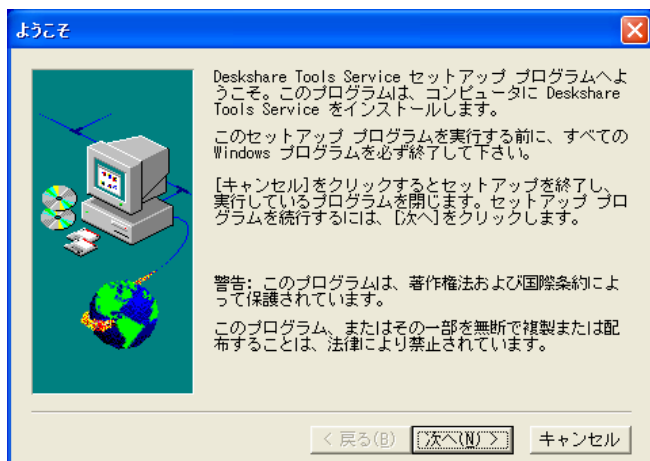 ようこそ
Deskshare Tools Service セットアップ プログラムへよ
うこそ。このプログラムは、コンピュータに Deskshare
Tools Service をインストールします。
このセットアップ プログラムを実行する前に、すべての
Windows プログラムを必ず終了して下さい。
[キャンセル]をクリックするとセットアップを終了し、
実行しているプログラムを閉じます。セットアップ プロ
グラムを続行するには、[次へ]をクリックします。
警告: このプログラムは、著作権法および国際条約によ
って保護されています。
このプログラム、またはその一部を無断で複製または配
布することは、法律により禁止されています。
< 戻る(B) 次へ(N) > キャンセル